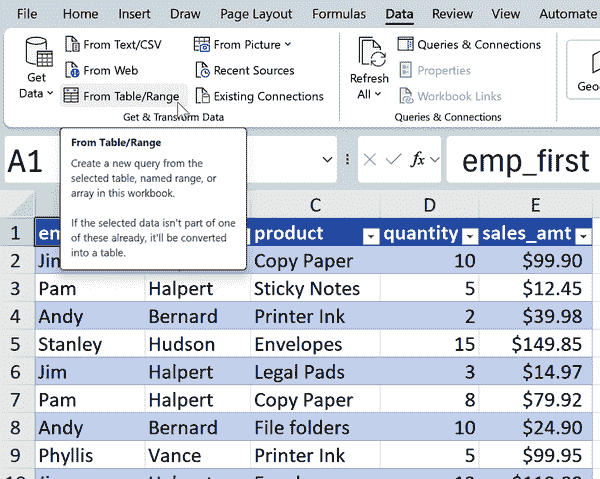 File Home Insert Draw Page Layout Formulas Data Review View Automate
From Text/CSV From Picture Queries & Connections
Get Data From Web Recent Sources Refresh All Properties
From Table/Range Existing Connections Workbook Links
Get & Transform Data Queries & Connections
From Table/Range
Create a new query from the
selected table, named range, or
array in this workbook.
If the selected data isn't part of one
of these already, it'll be converted
into a table.
A1 fx emp_first
C D E
1 product quantity sales_amt
2 Jim Copy Paper 10 $99.90
3 Pam Halpert Sticky Notes 5 $12.45
4 Andy Bernard Printer Ink 2 $39.98
5 Stanley Hudson Envelopes 15 $149.85
6 Jim Halpert Legal Pads 3 $14.97
7 Pam Halpert Copy Paper 8 $79.92
8 Andy Bernard File folders 10 $24.90
9 Phyllis Vance Printer Ink 5 $99.95